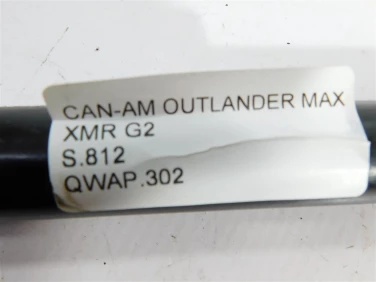 CAN-AM OUTLANDER MAX
XMR G2
S.812
QWAP.302